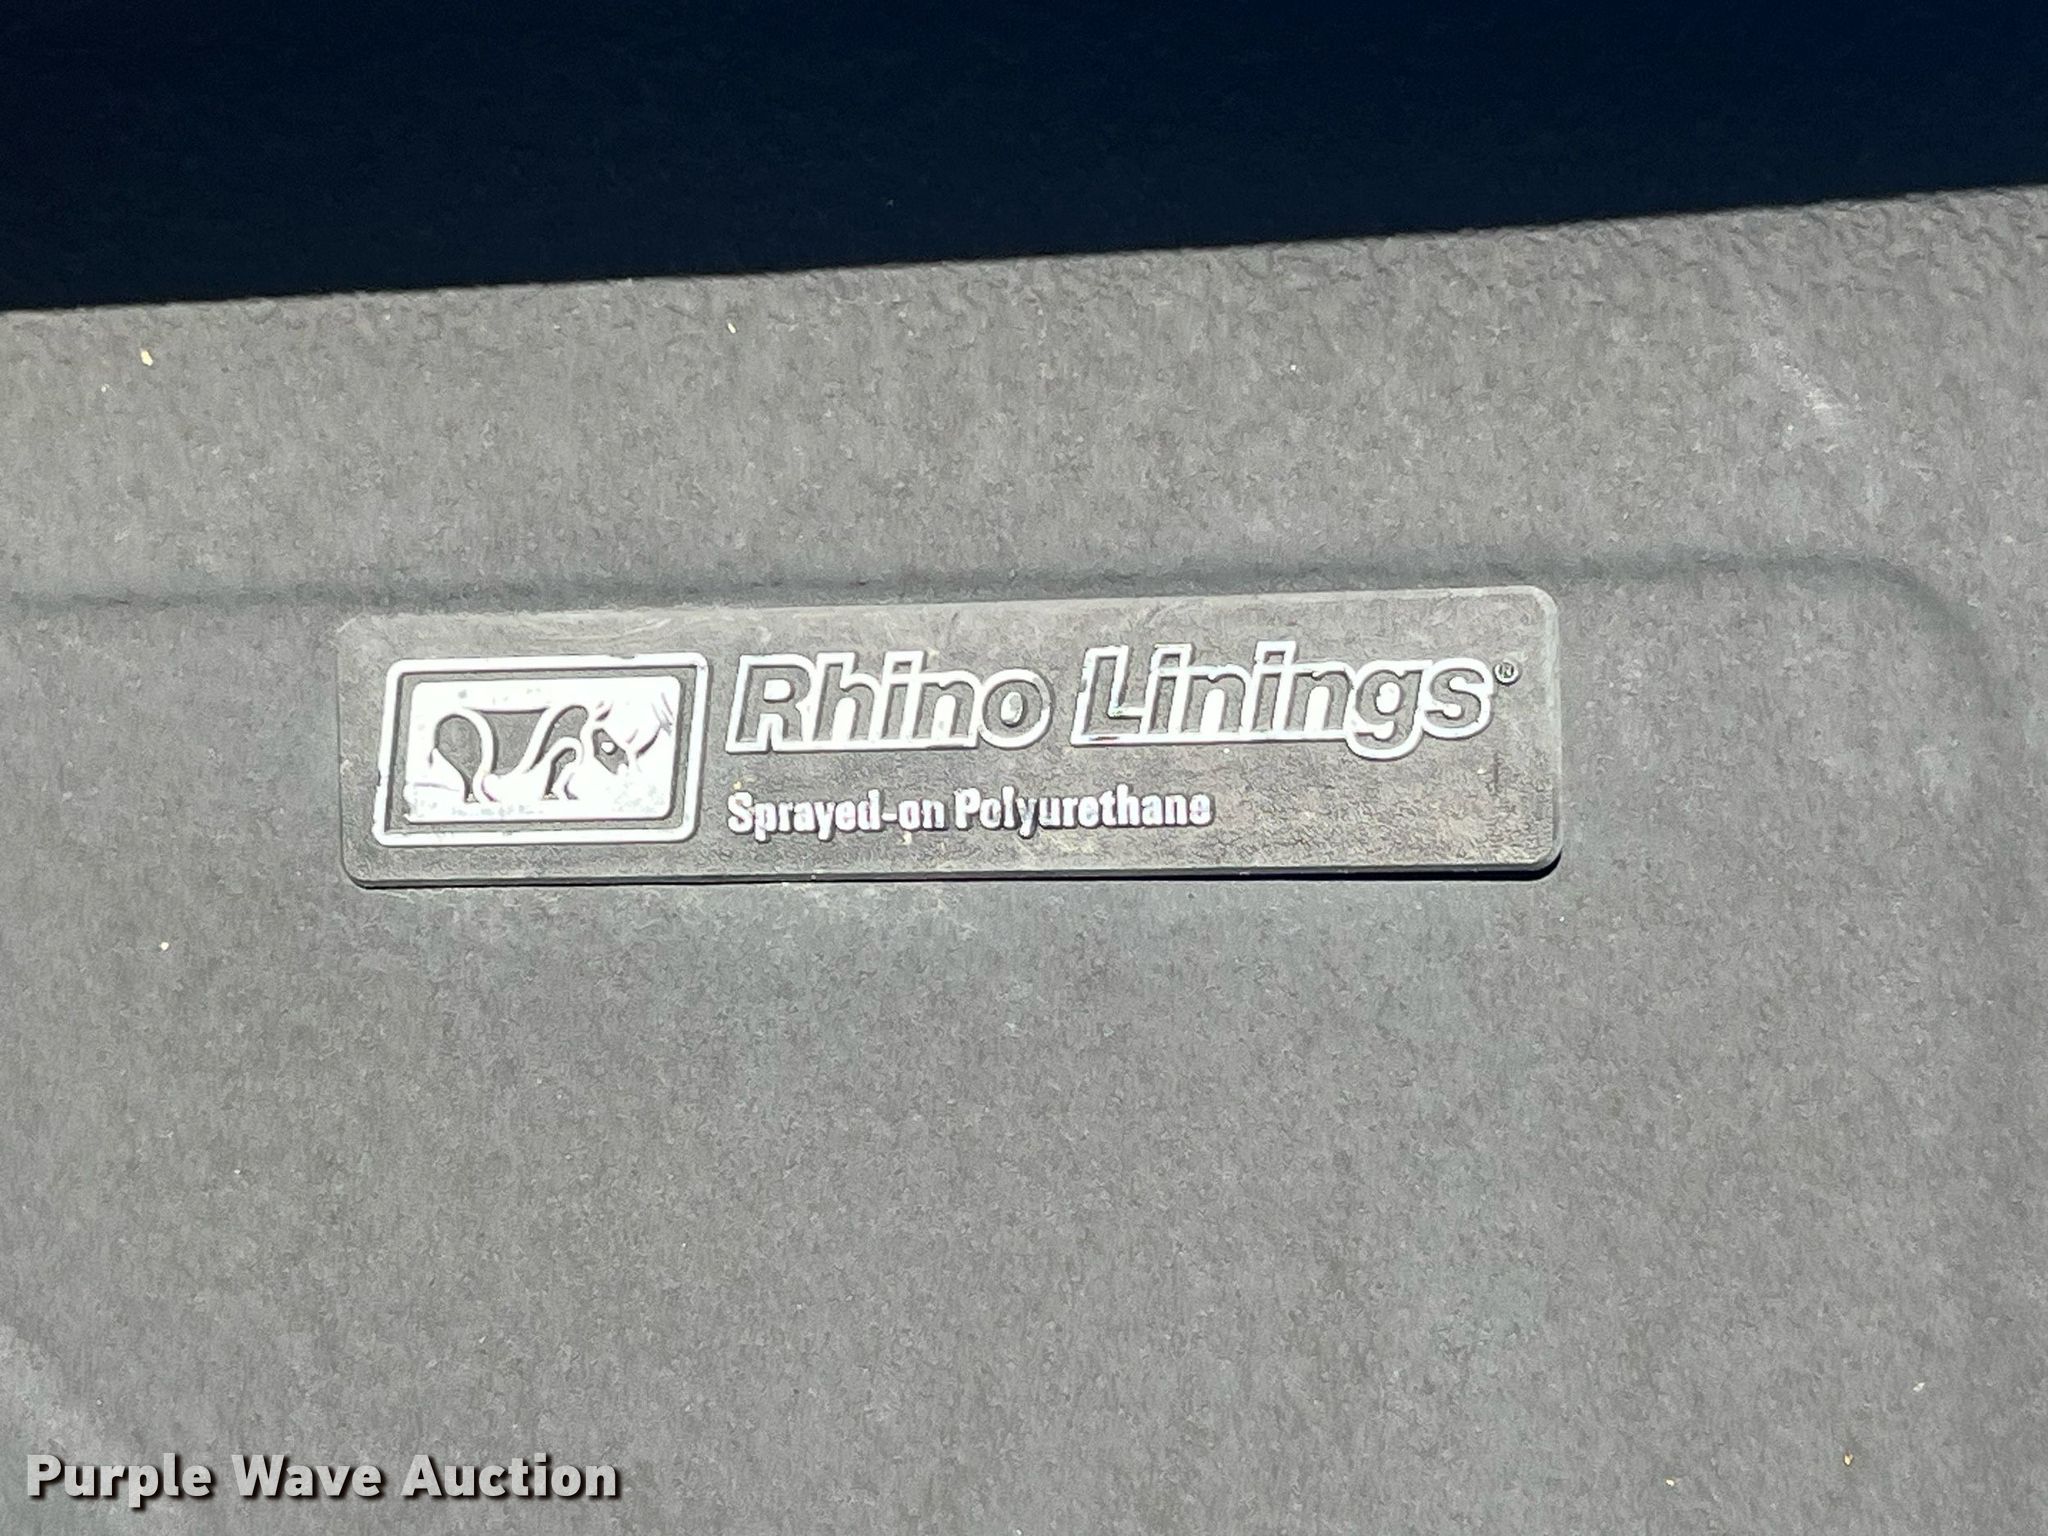 Rhino Linings®
Sprayed-on Polyurethane
Purple Wave Auction